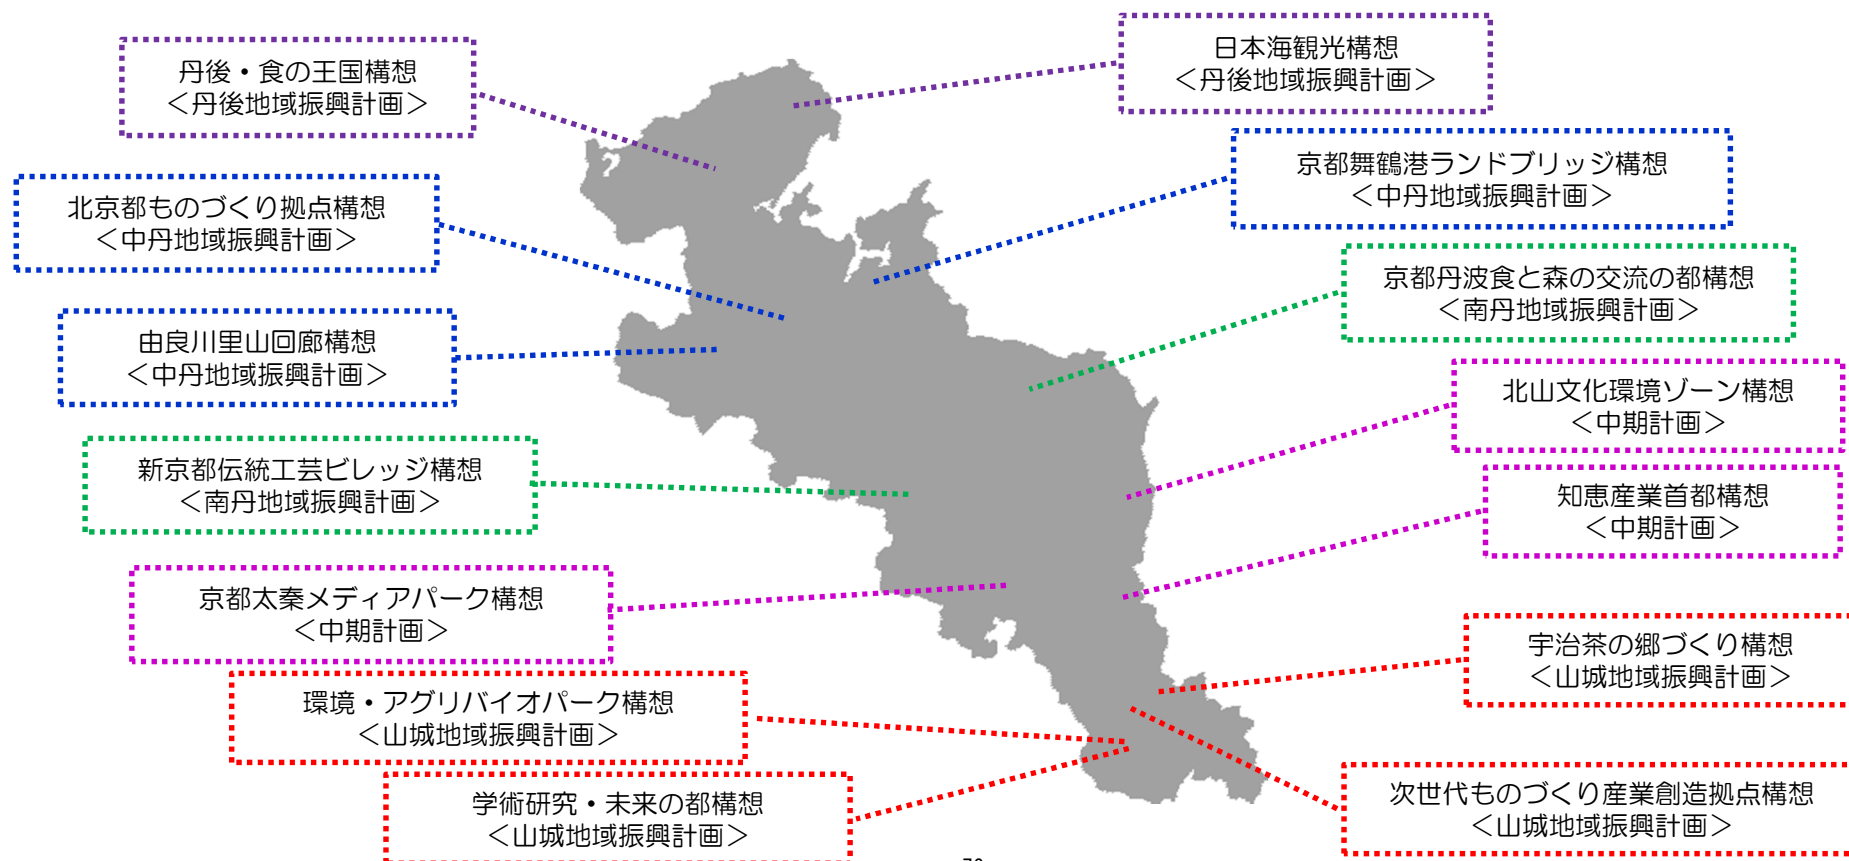 日本海観光構想
＜丹後地域振興計画＞
丹後・食の王国構想
＜丹後地域振興計画＞
京都舞鶴港ランドブリッジ構想
＜中丹地域振興計画＞
北京都ものづくり拠点構想
＜中丹地域振興計画＞
京都丹波食と森の交流の都構想
＜南丹地域振興計画＞
由良川里山回廊構想
＜中丹地域振興計画＞
北山文化環境ゾーン構想
＜中期計画＞
新京都伝統工芸ビレッジ構想
＜南丹地域振興計画＞
知恵産業首都構想
＜中期計画＞
京都太秦メディアパーク構想
＜中期計画＞
宇治茶の郷づくり構想
＜山城地域振興計画＞
環境・アグリバイオパーク構想
＜山城地域振興計画＞
学術研究・未来の都構想
＜山城地域振興計画＞
次世代ものづくり産業創造拠点構想
＜山城地域振興計画＞